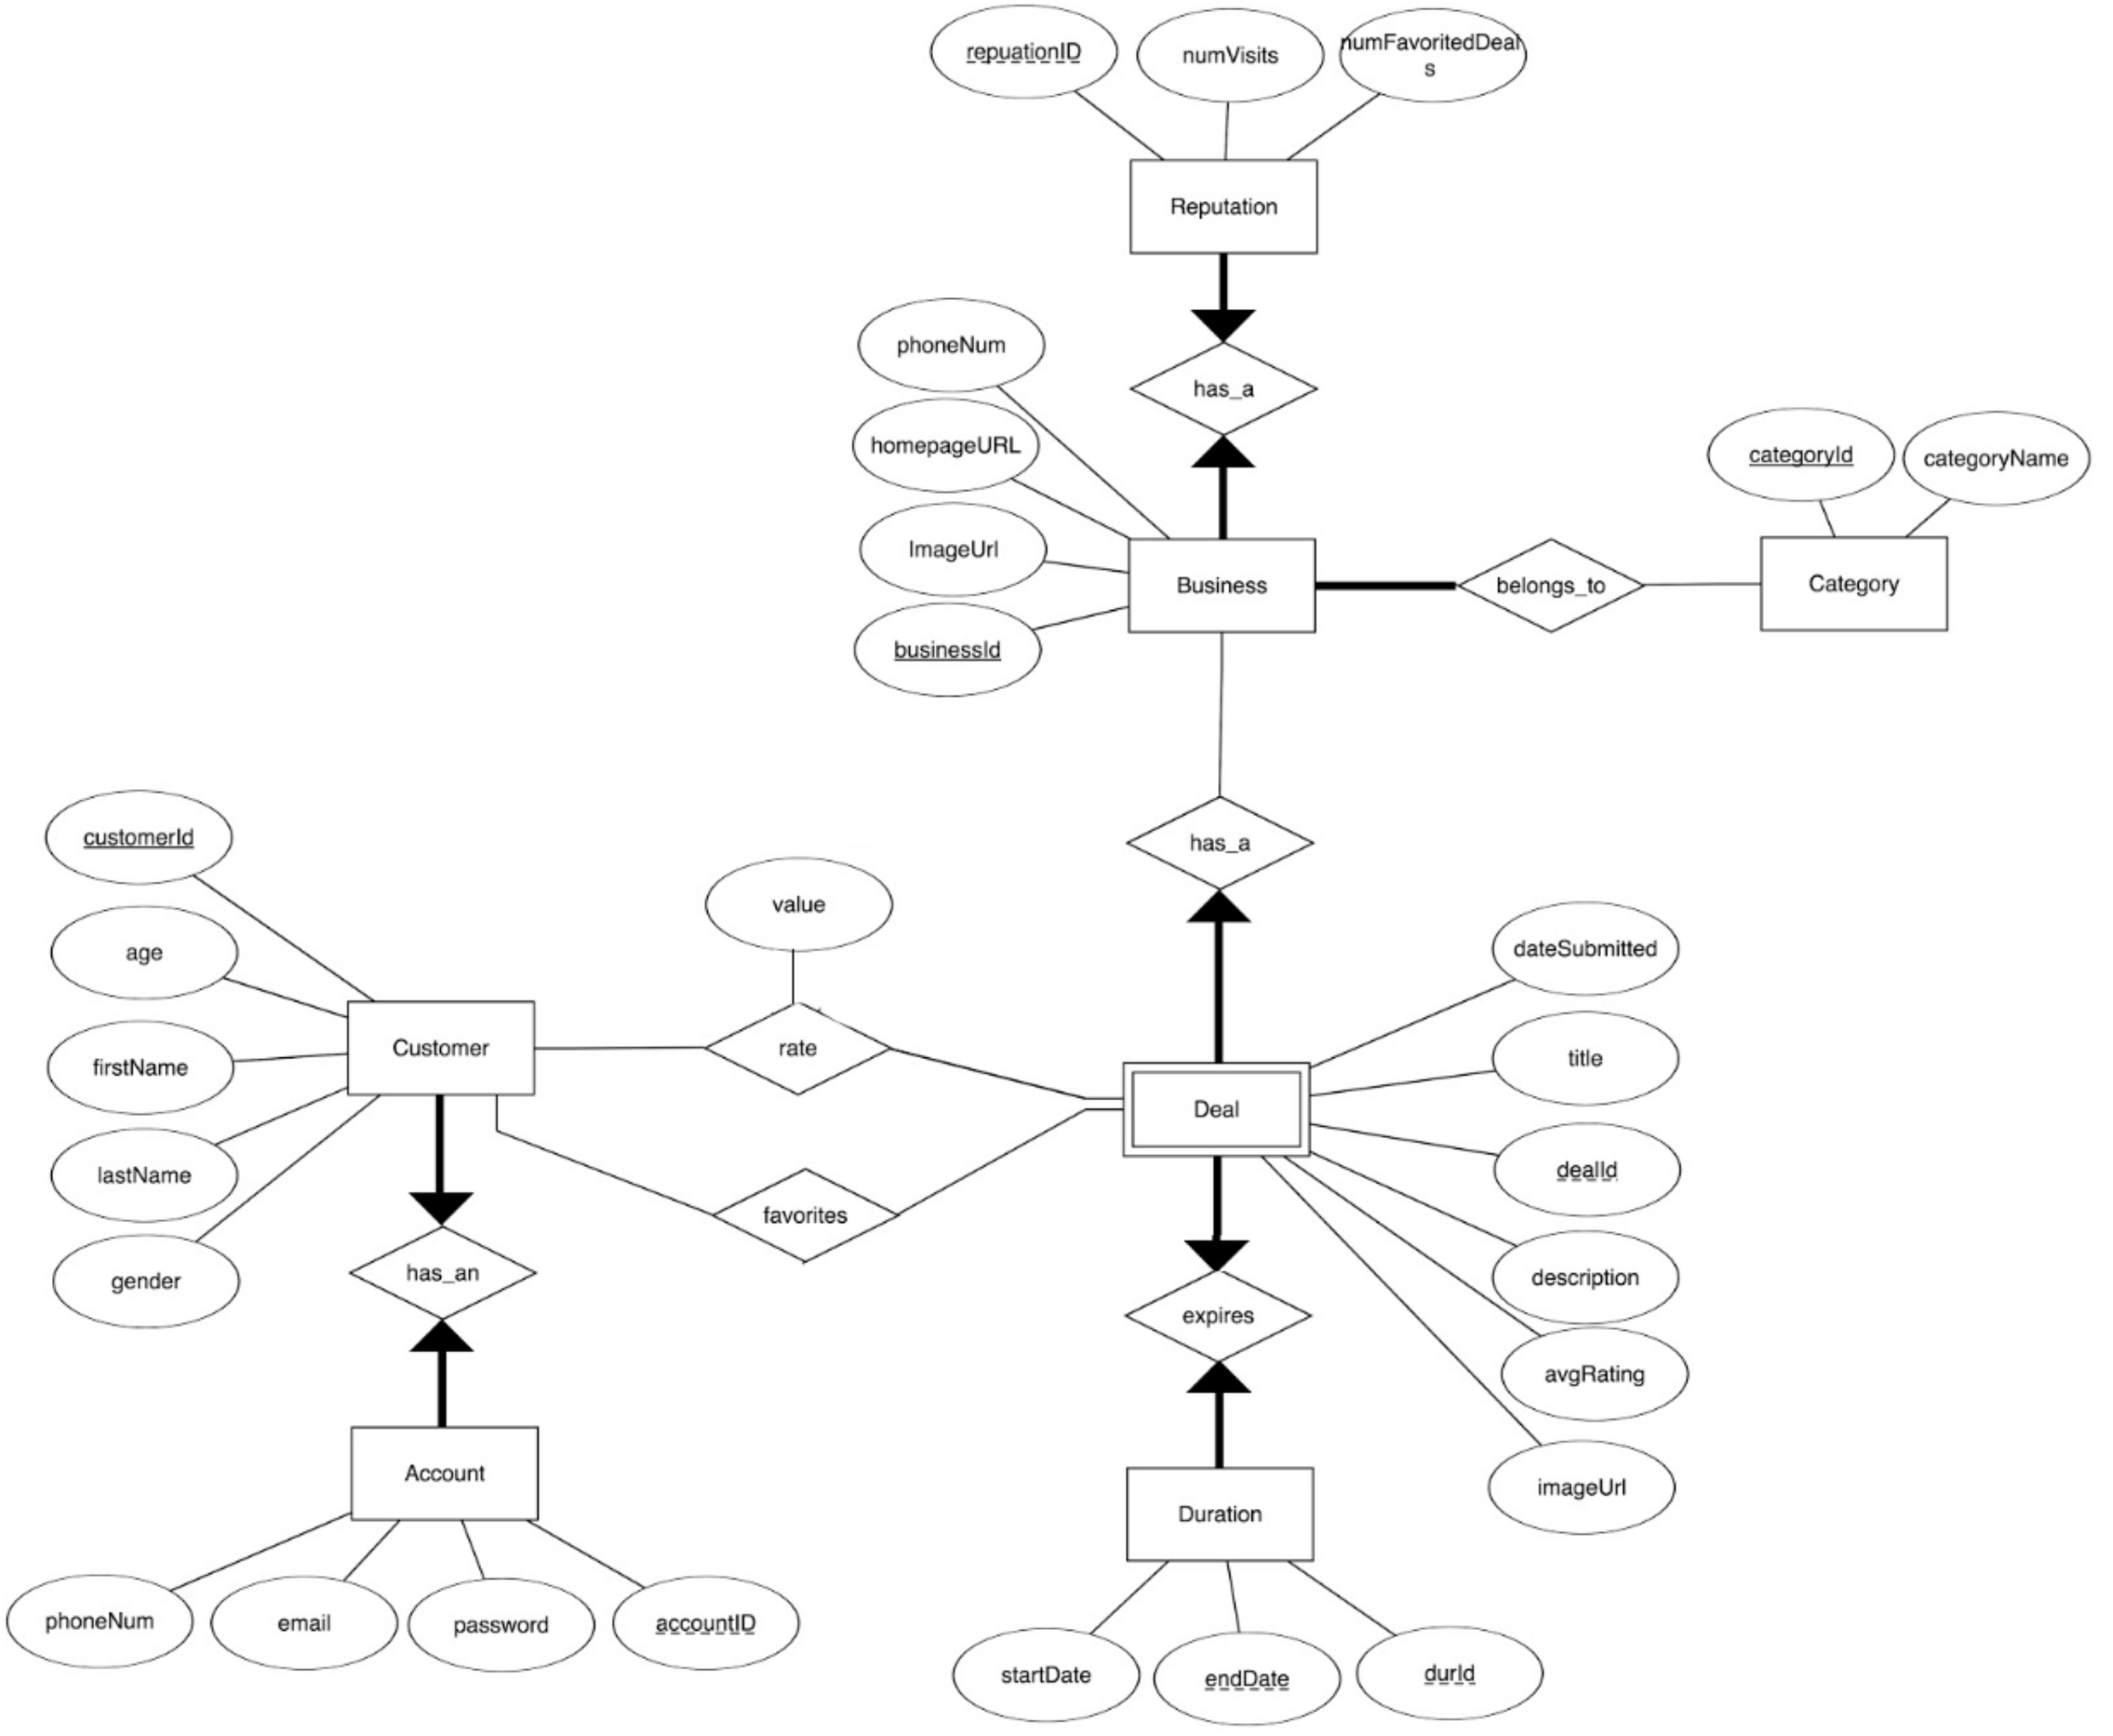 repuationID
numVisits
numFavoritedDeal
s
Reputation
has_a
phoneNum
homepageURL
ImageUrl
businessId
Business
belongs_to
categoryId
categoryName
Category
has_a
customerId
age
firstName
lastName
gender
Customer
value
rate
favorites
has_an
Account
phoneNum
email
password
accountID
Deal
dateSubmitted
title
dealId
description
avgRating
imageUrl
expires
Duration
startDate
endDate
durId